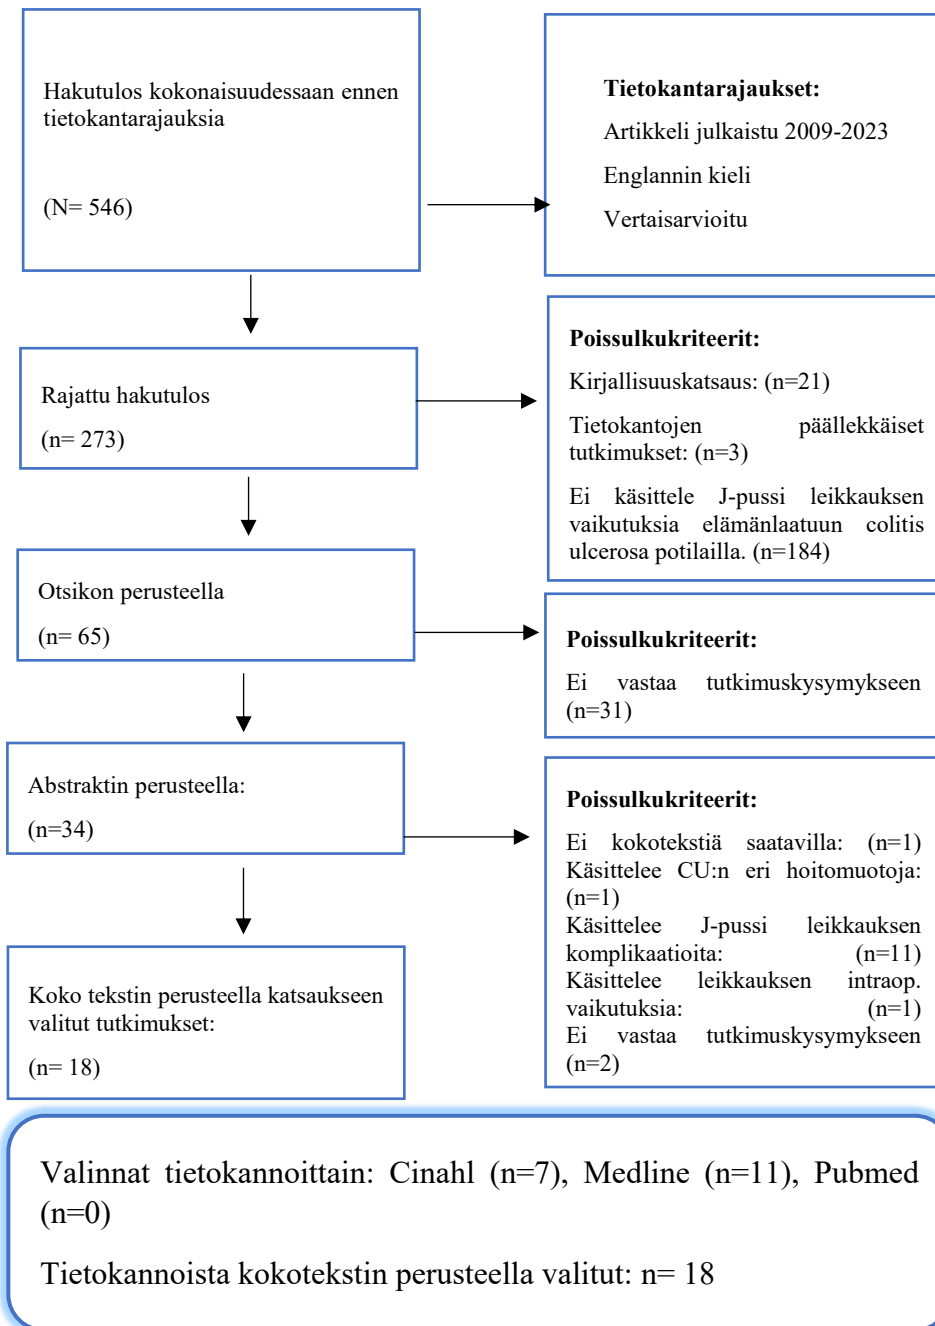 Hakutulos kokonaisuudessaan ennen
tietokantarajauksia
(N= 546)
Tietokantarajaukset:
Artikkeli julkaistu 2009-2023
Englannin kieli
Vertaisarvioitu
Rajattu hakutulos
(n= 273)
Poissulkukriteerit:
Kirjallisuuskatsaus: (n=21)
Tietokantojen päällekkäiset
tutkimukset: (n=3)
Ei käsittele J-pussi leikkauksen
vaikutuksia elämänlaatuun colitis
ulcerosa potilailla. (n=184)
Otsikon perusteella
(n= 65)
Poissulkukriteerit:
Ei vastaa tutkimuskysymykseen
(n=31)
Abstraktin perusteella:
(n=34)
Poissulkukriteerit:
Ei kokotekstiä saatavilla: (n=1)
Käsittelee CU:n eri hoitomuotoja:
(n=1)
Käsittelee J-pussi leikkauksen
komplikaatioita: (n=11)
Käsittelee leikkauksen intraop.
vaikutuksia: (n=1)
Ei vastaa tutkimuskysymykseen
(n=2)
Koko tekstin perusteella katsaukseen
valitut tutkimukset:
(n= 18)
Valinnat tietokannoittain: Cinahl (n=7), Medline (n=11), Pubmed
(n=0)
Tietokannoista kokotekstin perusteella valitut: n= 18